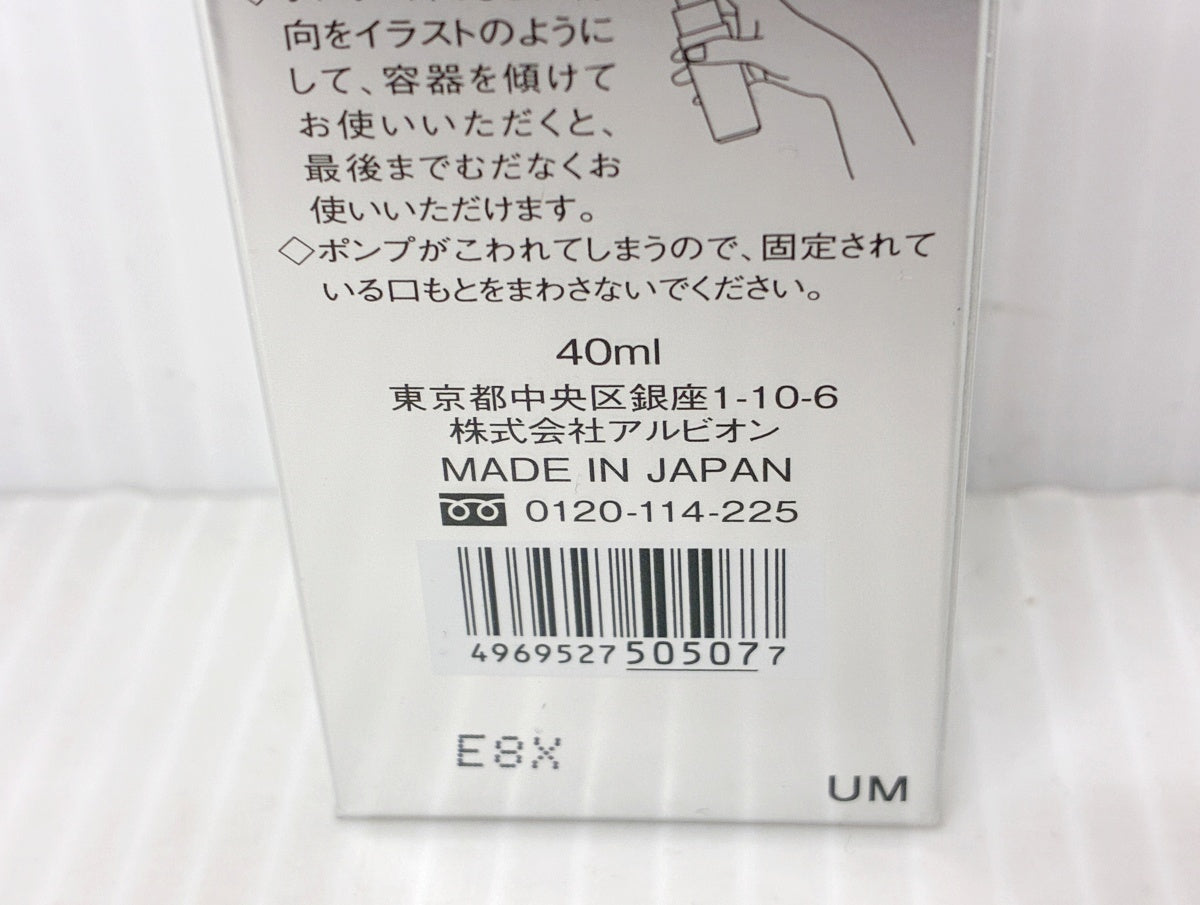 向をイラストのように
して、容器を傾けて
お使いいただくと、
最後までむだなくお
使いいただけます。
◇ポンプがこわれてしまうので、固定されて
いる口もとをまわさないでください。
40ml
東京都中央区銀座1-10-6
株式会社アルビオン
MADE IN JAPAN
0120-114-225
4969527505077
E8X
UM